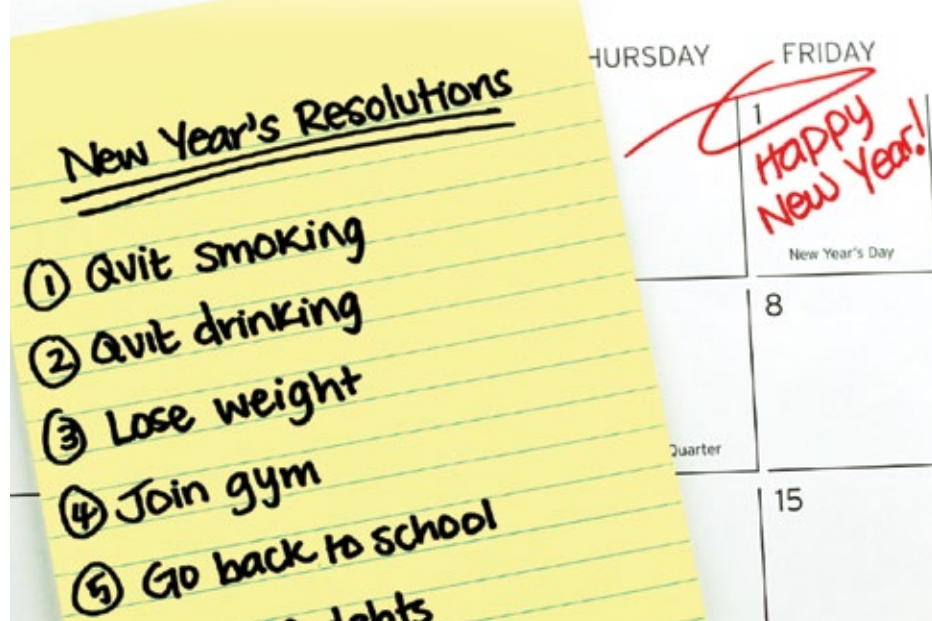 New Year's Resolutions
① Quit smoking
② Quit drinking
③ Lose weight
④ Join gym
⑤ Go back to school
debts
HURSDAY
FRIDAY
1
Happy
New Year!
New Year's Day
8
Quarter
15